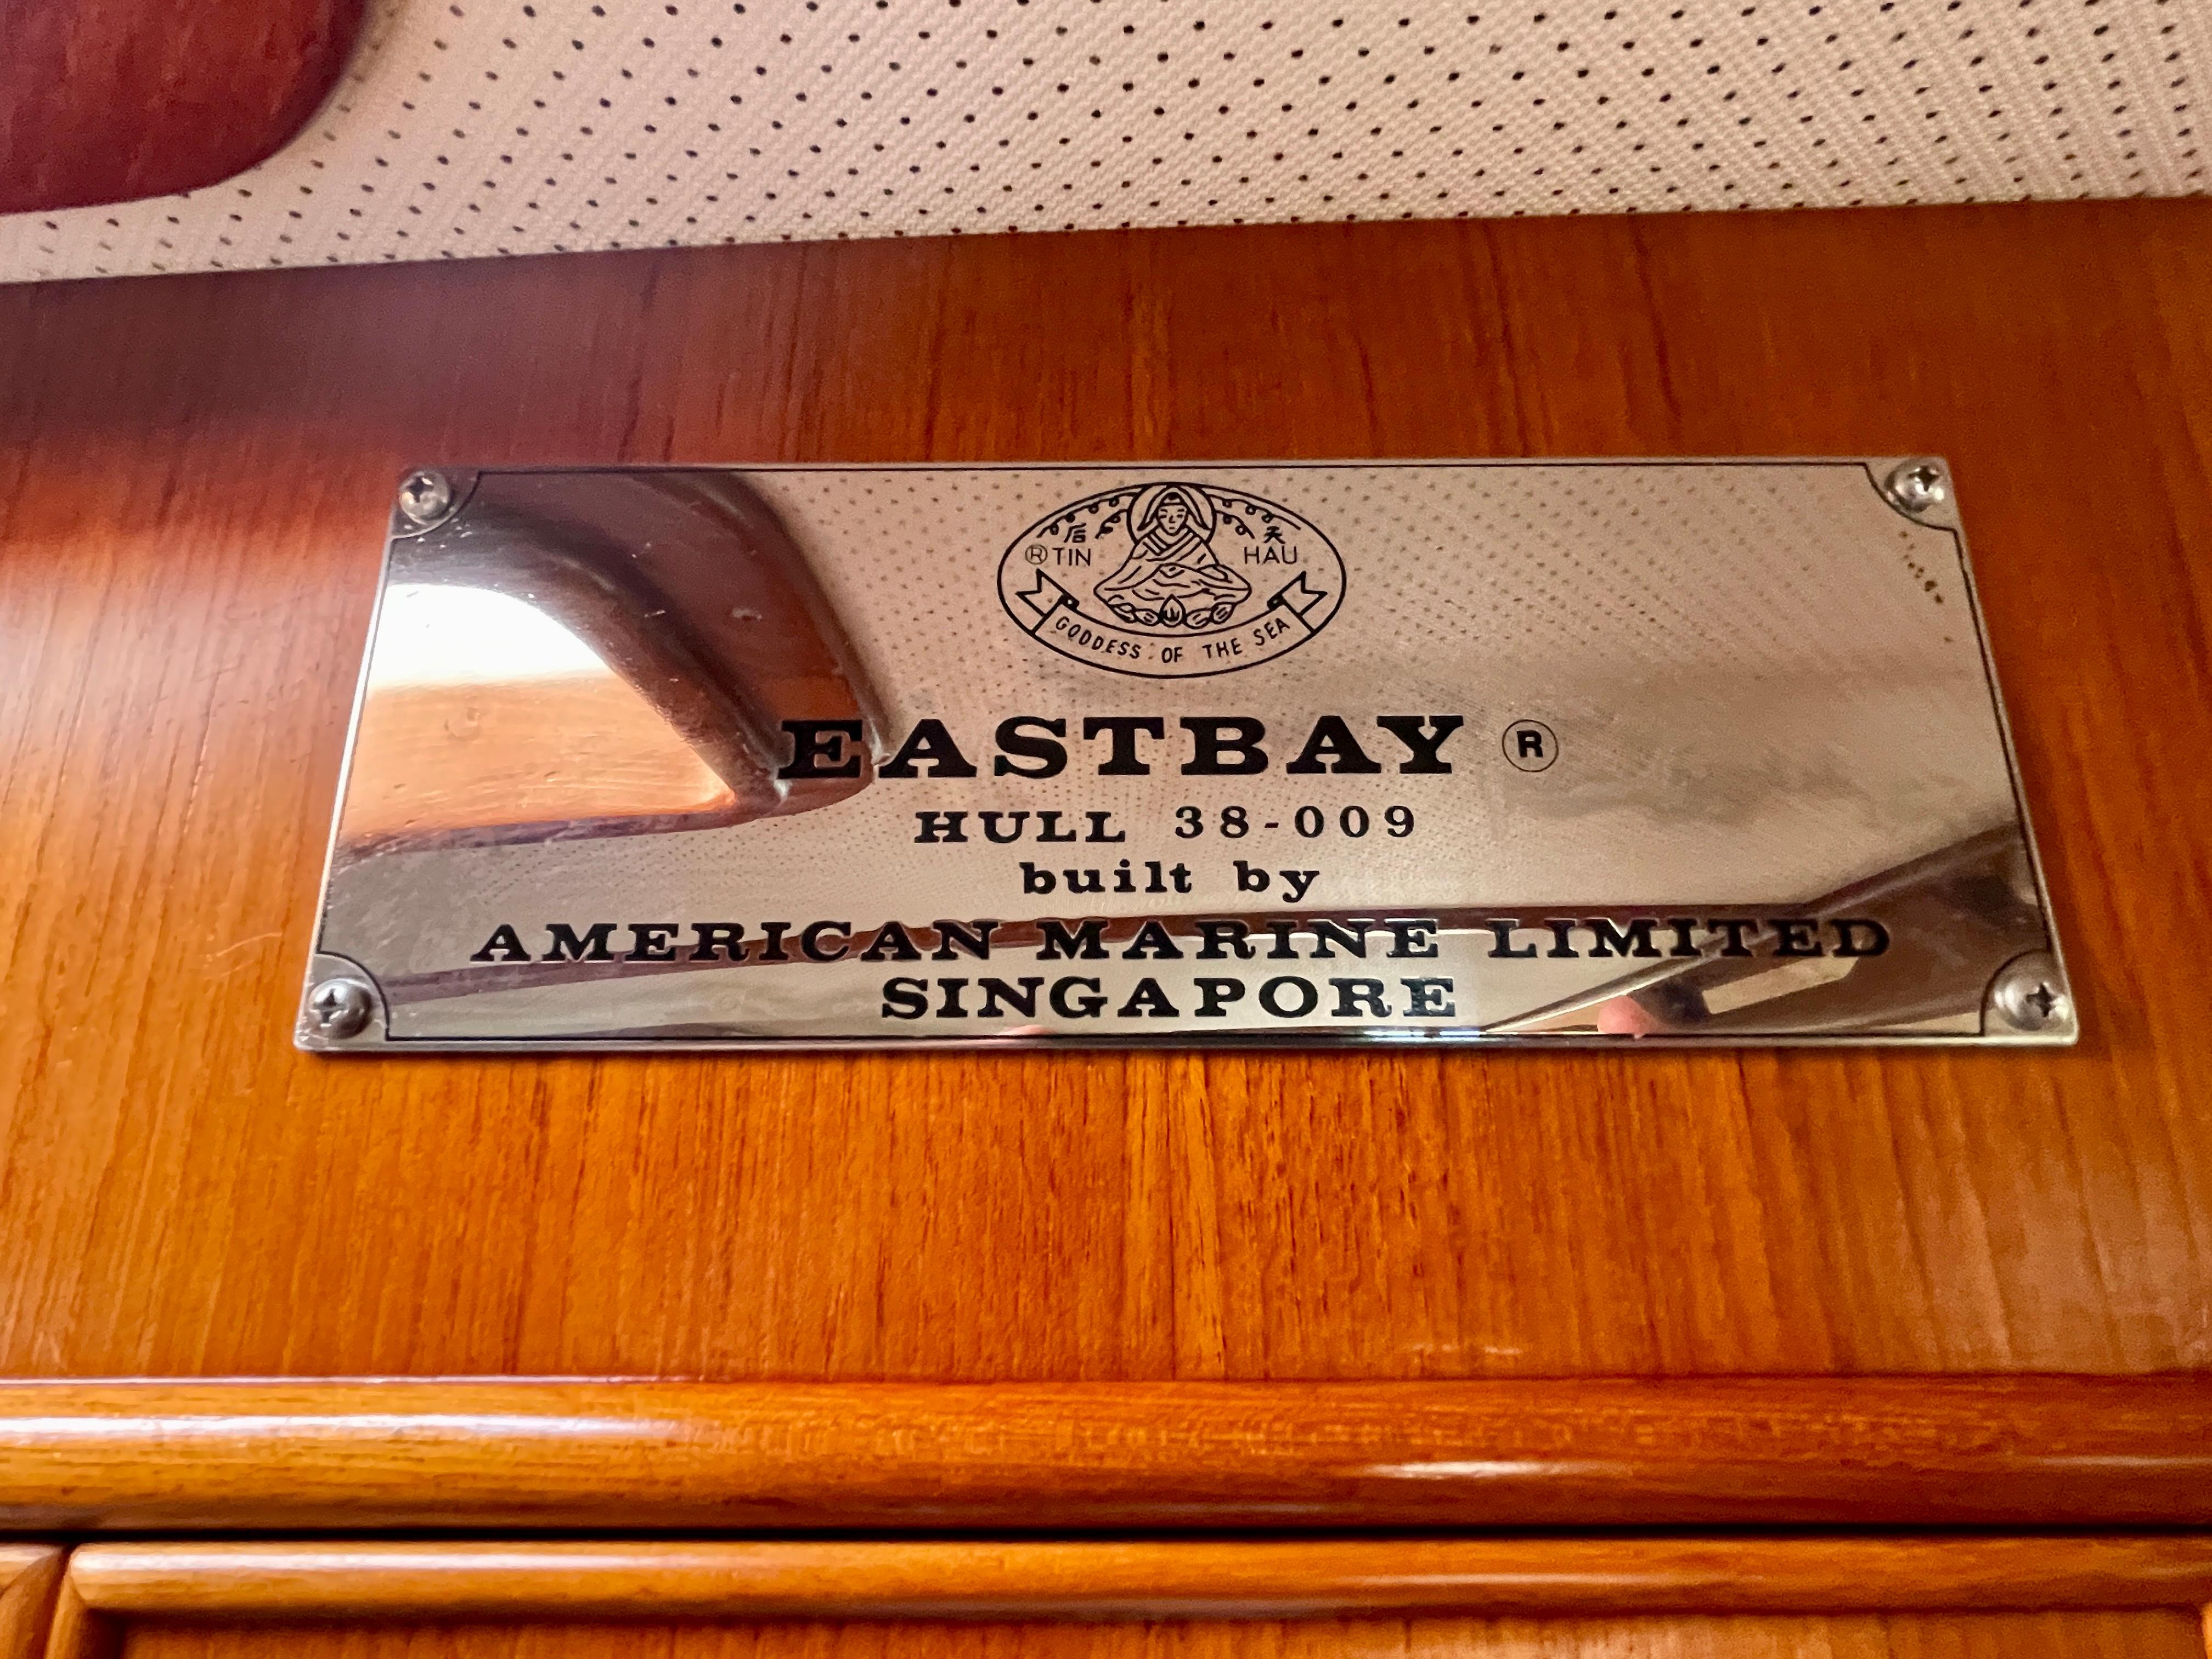 后 天
® TIN HAU
GODDESS OF THE SEA
EASTBAY ®
HULL 38-009
built by
AMERICAN MARINE LIMITED
SINGAPORE